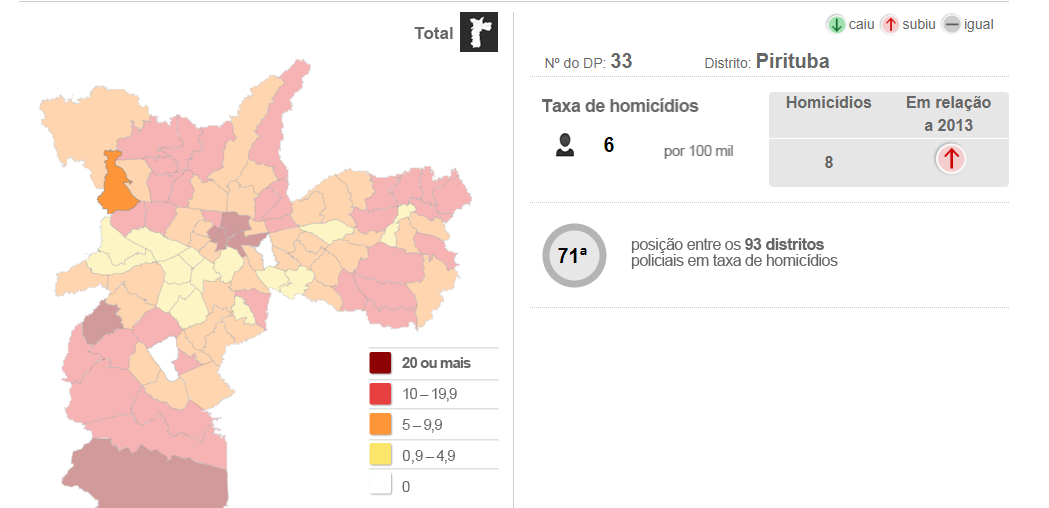 Total
caiu
subiu
igual
Nº do DP: 33
Distrito: Pirituba
Taxa de homicídios
6
por 100 mil
Homicídios
Em relação
a 2013
8
71ª
posição entre os 93 distritos
policiais em taxa de homicídios
20 ou mais
10 – 19,9
5 – 9,9
0,9 – 4,9
0